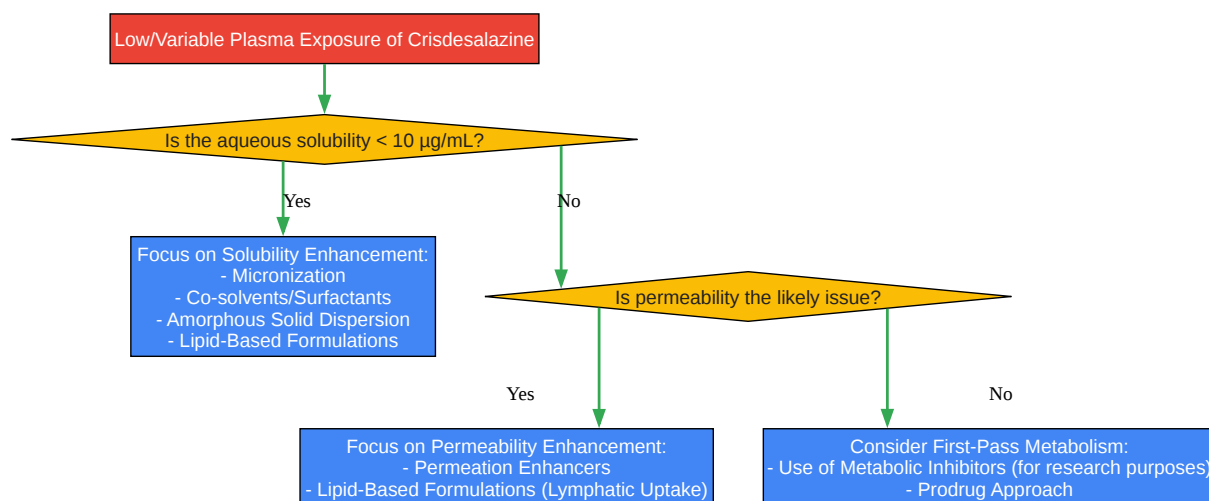 Low/Variable Plasma Exposure of Crisdesalazine
Is the aqueous solubility < 10 µg/mL?
Yes
No
Focus on Solubility Enhancement:
- Micronization
- Co-solvents/Surfactants
- Amorphous Solid Dispersion
- Lipid-Based Formulations
Is permeability the likely issue?
Yes
No
Focus on Permeability Enhancement:
- Permeation Enhancers
- Lipid-Based Formulations (Lymphatic Uptake)
Consider First-Pass Metabolism:
- Use of Metabolic Inhibitors (for research purposes)
- Prodrug Approach